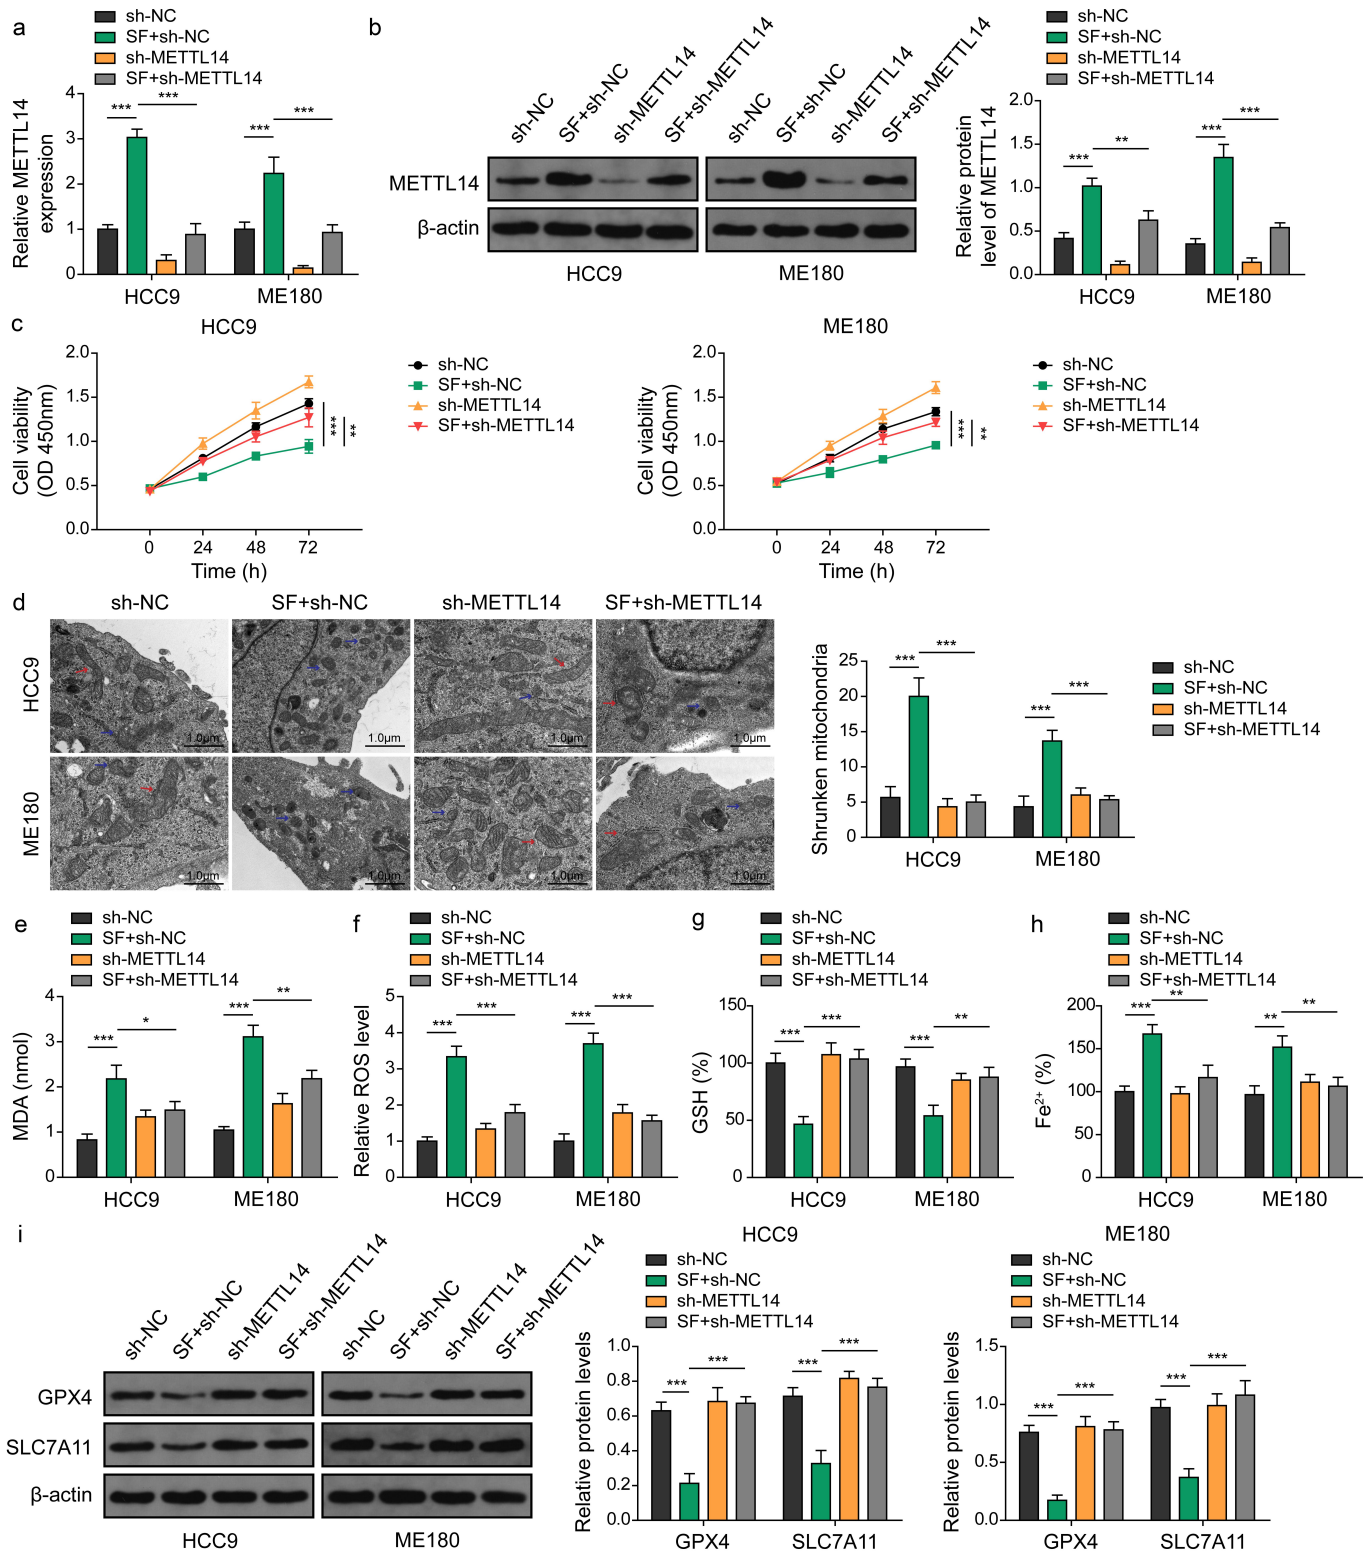 a
sh-NC
SF+sh-NC
sh-METTL14
SF+sh-METTL14
Relative METTL14
expression
4
3
2
1
0
***
***
***
***
HCC9
ME180
b
sh-NC
SF+sh-NC
sh-METTL14
SF+sh-METTL14
sh-NC
SF+sh-NC
sh-METTL14
SF+sh-METTL14
METTL14
β-actin
HCC9
ME180
sh-NC
SF+sh-NC
sh-METTL14
SF+sh-METTL14
Relative protein
level of METTL14
2.0
1.5
1.0
0.5
0.0
***
**
***
***
HCC9
ME180
c
HCC9
Cell viability
(OD 450nm)
2.0
1.5
1.0
0.5
0.0
0
24
48
72
Time (h)
sh-NC
SF+sh-NC
sh-METTL14
SF+sh-METTL14
***
**
ME180
Cell viability
(OD 450nm)
2.0
1.5
1.0
0.5
0.0
0
24
48
72
Time (h)
sh-NC
SF+sh-NC
sh-METTL14
SF+sh-METTL14
***
**
d
sh-NC
SF+sh-NC
sh-METTL14
SF+sh-METTL14
HCC9
1.0μm
1.0μm
1.0μm
1.0μm
ME180
1.0μm
1.0μm
1.0μm
1.0μm
Shrunken mitochondria
25
20
15
10
5
0
***
***
***
***
HCC9
ME180
sh-NC
SF+sh-NC
sh-METTL14
SF+sh-METTL14
e
sh-NC
SF+sh-NC
sh-METTL14
SF+sh-METTL14
MDA (nmol)
4
3
2
1
0
***
*
***
**
HCC9
ME180
f
sh-NC
SF+sh-NC
sh-METTL14
SF+sh-METTL14
Relative ROS level
5
4
3
2
1
0
***
***
***
***
HCC9
ME180
g
sh-NC
SF+sh-NC
sh-METTL14
SF+sh-METTL14
GSH (%)
150
100
50
0
***
***
***
**
HCC9
ME180
h
sh-NC
SF+sh-NC
sh-METTL14
SF+sh-METTL14
Fe²⁺ (%)
200
150
100
50
0
***
**
**
**
HCC9
ME180
i
sh-NC
SF+sh-NC
sh-METTL14
SF+sh-METTL14
sh-NC
SF+sh-NC
sh-METTL14
SF+sh-METTL14
GPX4
SLC7A11
β-actin
HCC9
ME180
HCC9
sh-NC
SF+sh-NC
sh-METTL14
SF+sh-METTL14
Relative protein levels
1.0
0.8
0.6
0.4
0.2
0.0
***
***
***
***
GPX4
SLC7A11
ME180
sh-NC
SF+sh-NC
sh-METTL14
SF+sh-METTL14
Relative protein levels
1.5
1.0
0.5
0.0
***
***
***
***
GPX4
SLC7A11